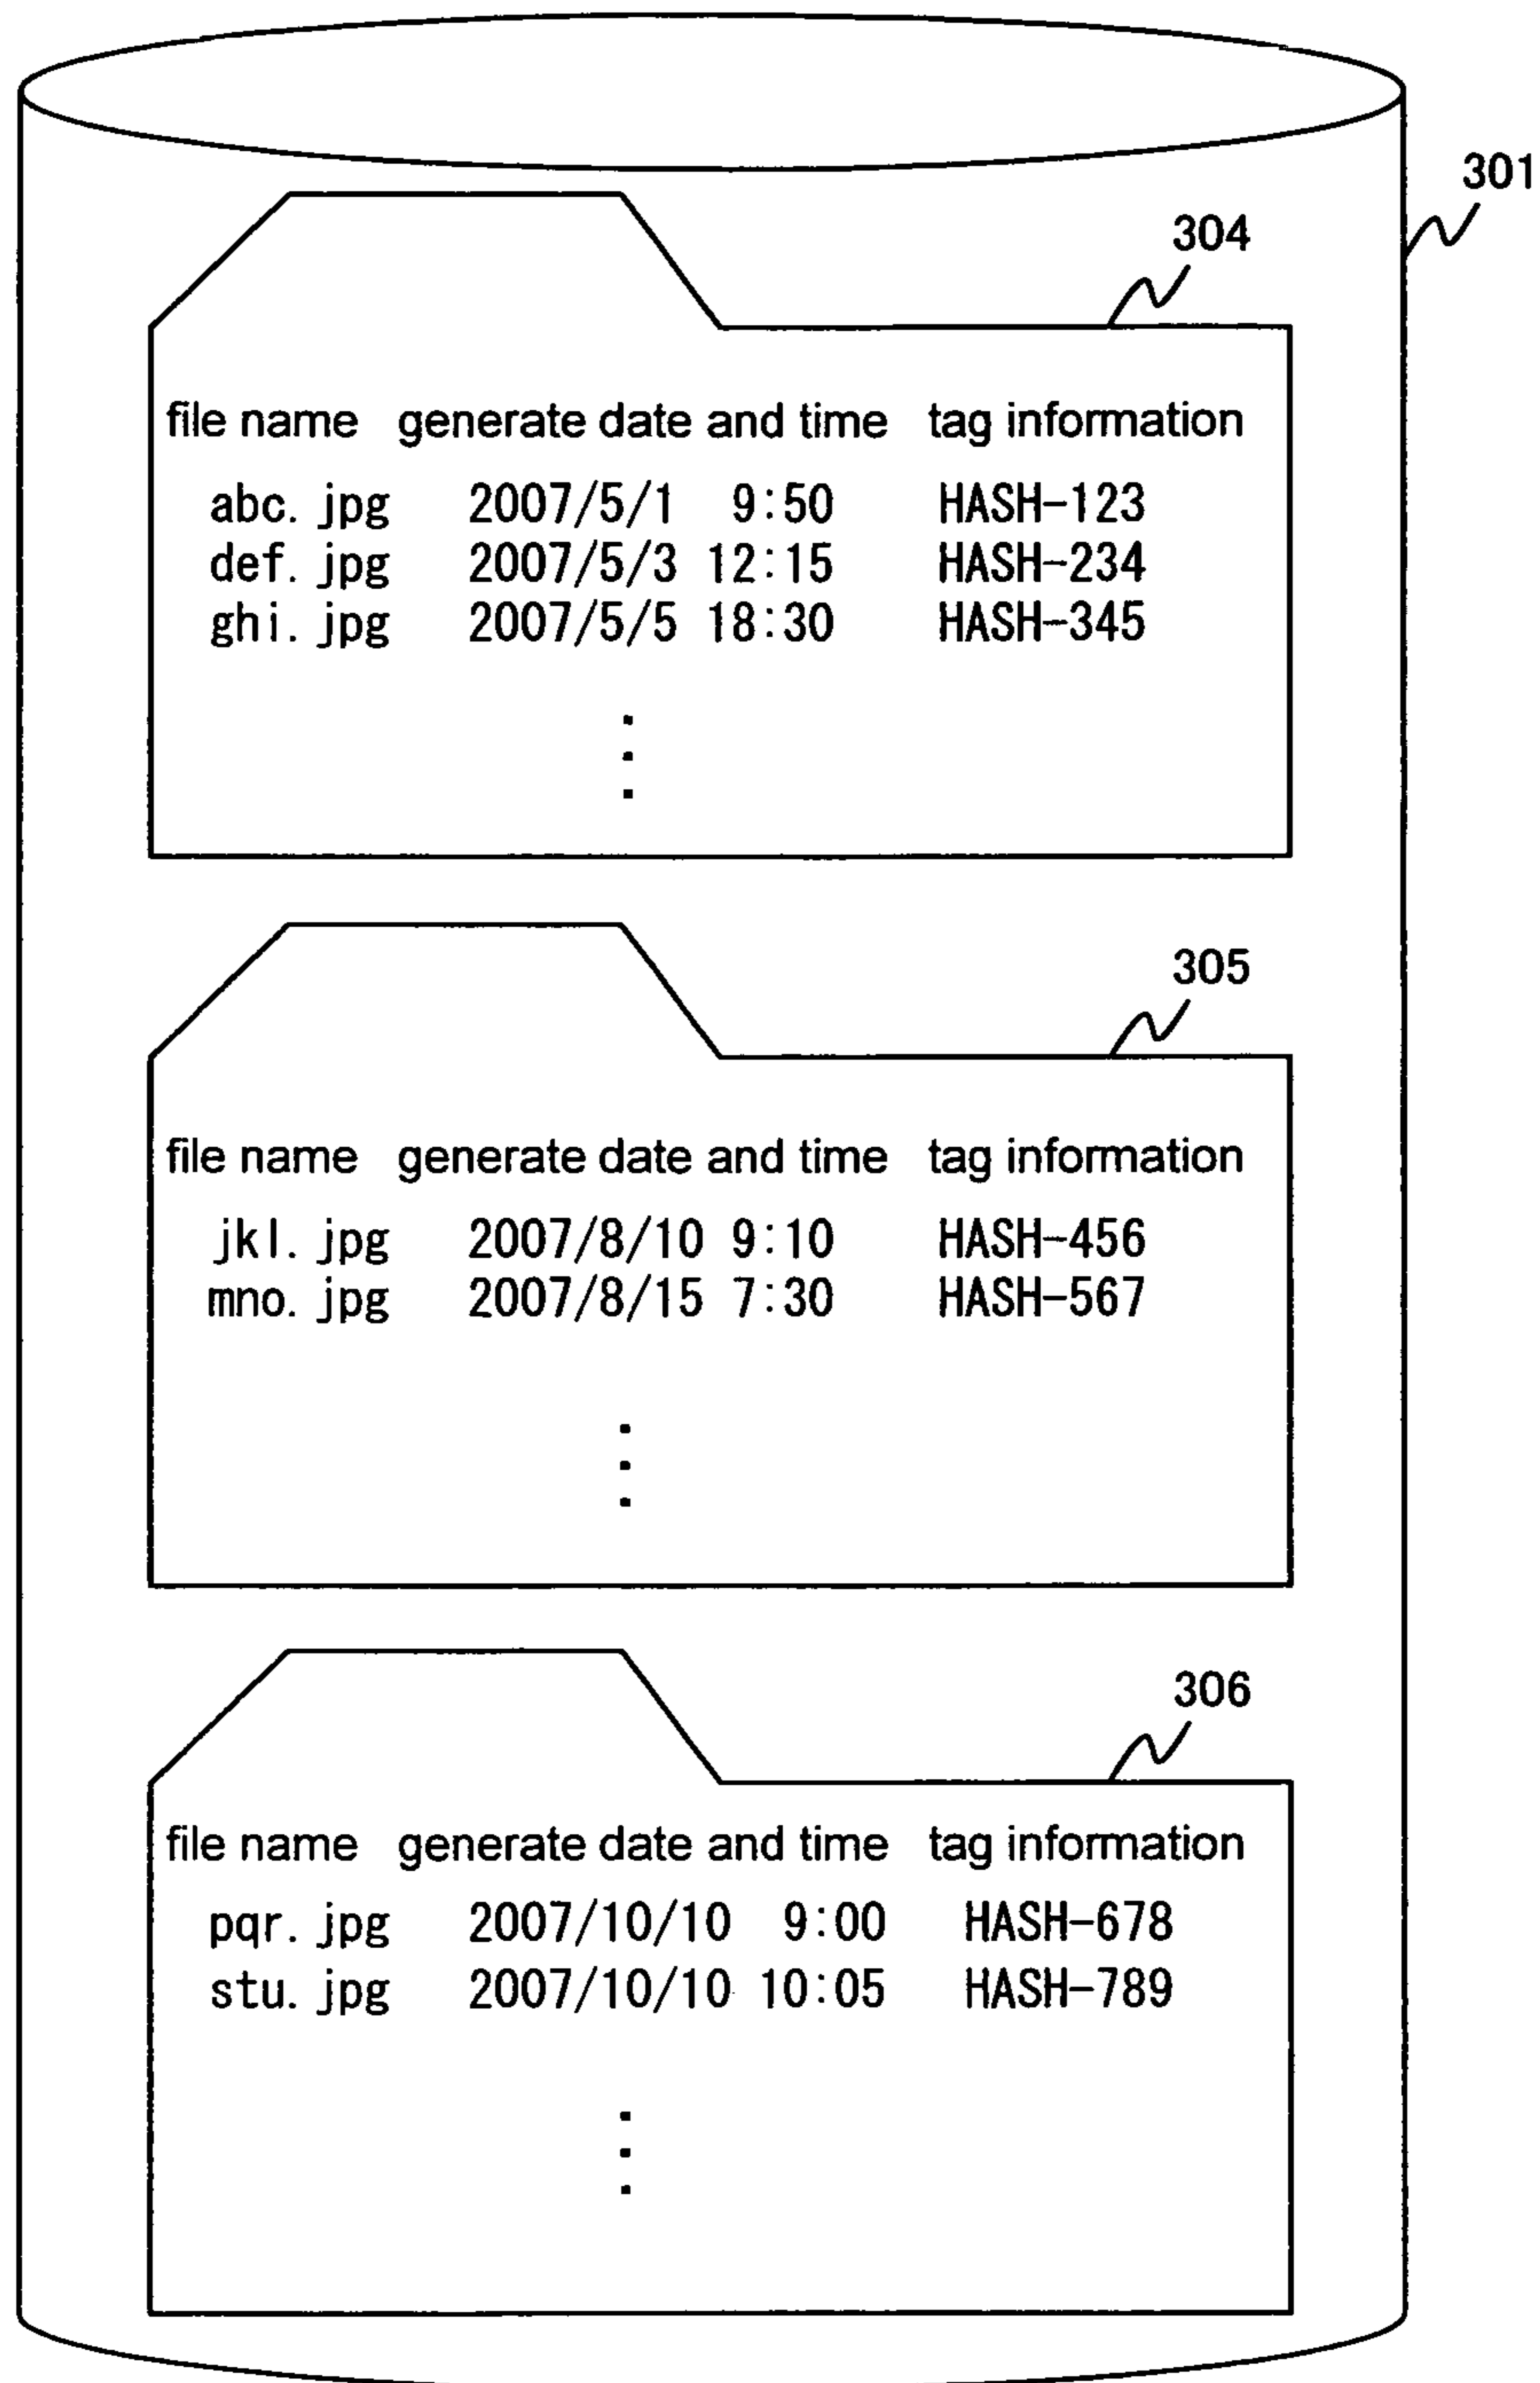 301
304
file name generate date and time tag information
abc.jpg 2007/5/1 9:50 HASH-123
def.jpg 2007/5/3 12:15 HASH-234
ghi.jpg 2007/5/5 18:30 HASH-345
305
file name generate date and time tag information
jkl.jpg 2007/8/10 9:10 HASH-456
mno.jpg 2007/8/15 7:30 HASH-567
306
file name generate date and time tag information
pqr.jpg 2007/10/10 9:00 HASH-678
stu.jpg 2007/10/10 10:05 HASH-789